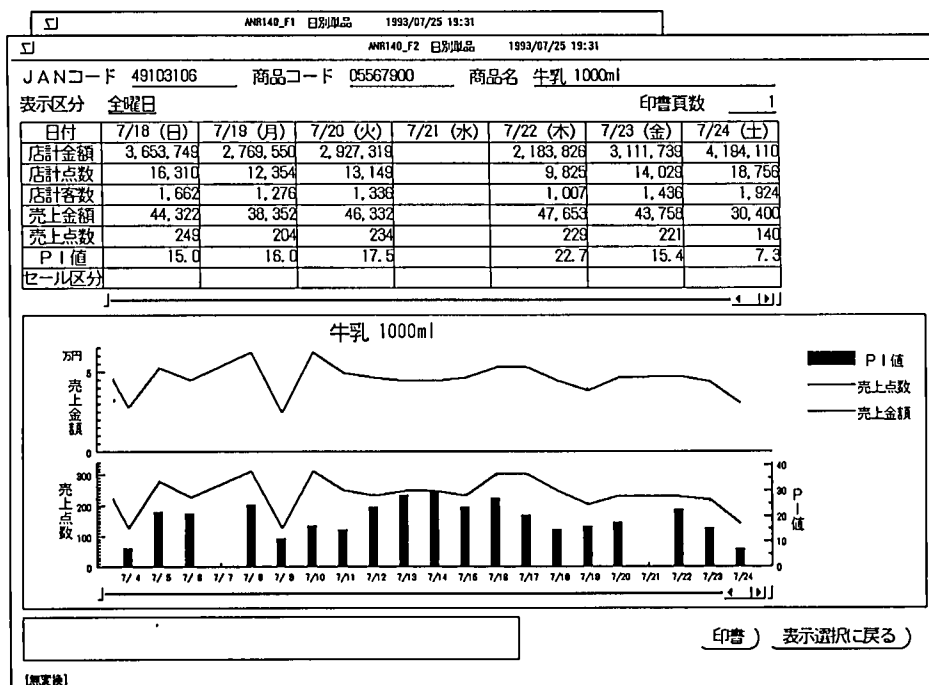 ANR140_F1 日別単品 1993/07/25 19:31
ANR140_F2 日別単品 1993/07/25 19:31
JANコード 49103106 商品コード 05567900 商品名 牛乳 1000ml
表示区分 全曜日 印書頁数 1
日付 7/18 (日) 7/19 (月) 7/20 (火) 7/21 (水) 7/22 (木) 7/23 (金) 7/24 (土)
店計金額 3,653,749 2,769,550 2,927,319 2,183,826 3,111,739 4,184,110
店計点数 16,310 12,354 13,149 9,825 14,029 18,756
店計客数 1,662 1,276 1,336 1,007 1,436 1,924
売上金額 44,322 38,352 46,332 47,653 43,758 30,400
売上点数 249 204 234 229 221 140
PI値 15.0 16.0 17.5 22.7 15.4 7.3
セール区分
牛乳 1000ml
万円
5
0
売上金額
PI値
売上点数
売上金額
300
200
100
0
売上点数
40
30
20
10
0
PI値
7/4 7/5 7/6 7/7 7/8 7/9 7/10 7/11 7/12 7/13 7/14 7/15 7/16 7/17 7/18 7/19 7/20 7/21 7/22 7/23 7/24
印書 表示選択に戻る
[無変換]